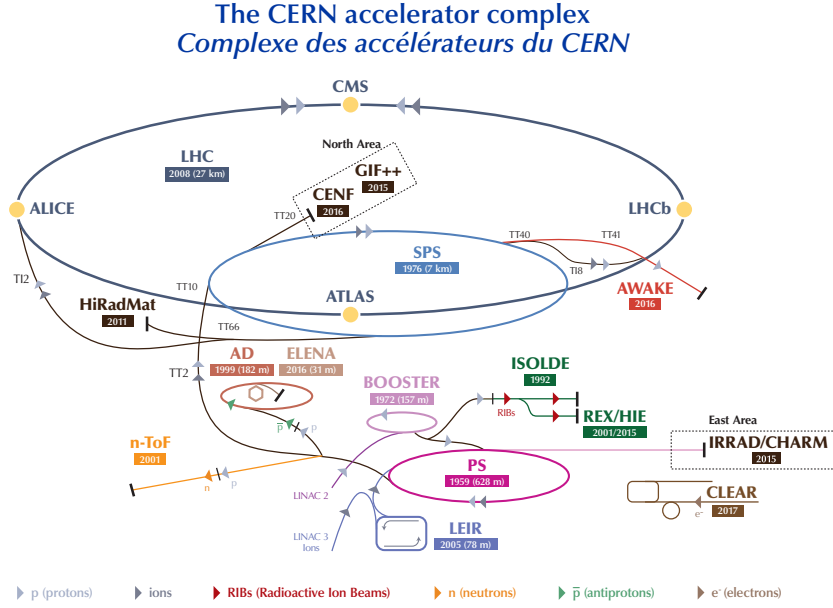 The CERN accelerator complex
Complexe des accélérateurs du CERN
CMS
North Area
LHC
2008 (27 km)
GIF++
2015
CENF
2016
ALICE
LHCb
TT20
TT40
TT41
SPS
1976 (7 km)
TI8
TI2
TT10
AWAKE
2016
HiRadMat
2011
ATLAS
TT66
AD
1999 (182 m)
ELENA
2016 (31 m)
TT2
ISOLDE
1992
BOOSTER
1972 (157 m)
RIBs
REX/HIE
2001/2015
East Area
p̅
p
n-ToF
2001
IRRAD/CHARM
2015
PS
1959 (628 m)
n
p
LINAC 2
CLEAR
2017
e-
LEIR
2005 (78 m)
LINAC 3
Ions
p (protons)
ions
RIBs (Radioactive Ion Beams)
n (neutrons)
p̅ (antiprotons)
e- (electrons)